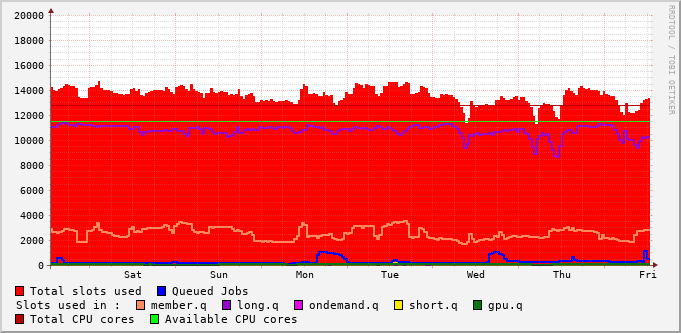 20000
18000
16000
14000
12000
10000
8000
6000
4000
2000
0
Sat Sun Mon Tue Wed Thu Fri
RRDTOOL / TOBI OETIKER
Total slots used Queued Jobs
Slots used in : member.q long.q ondemand.q short.q gpu.q
Total CPU cores Available CPU cores